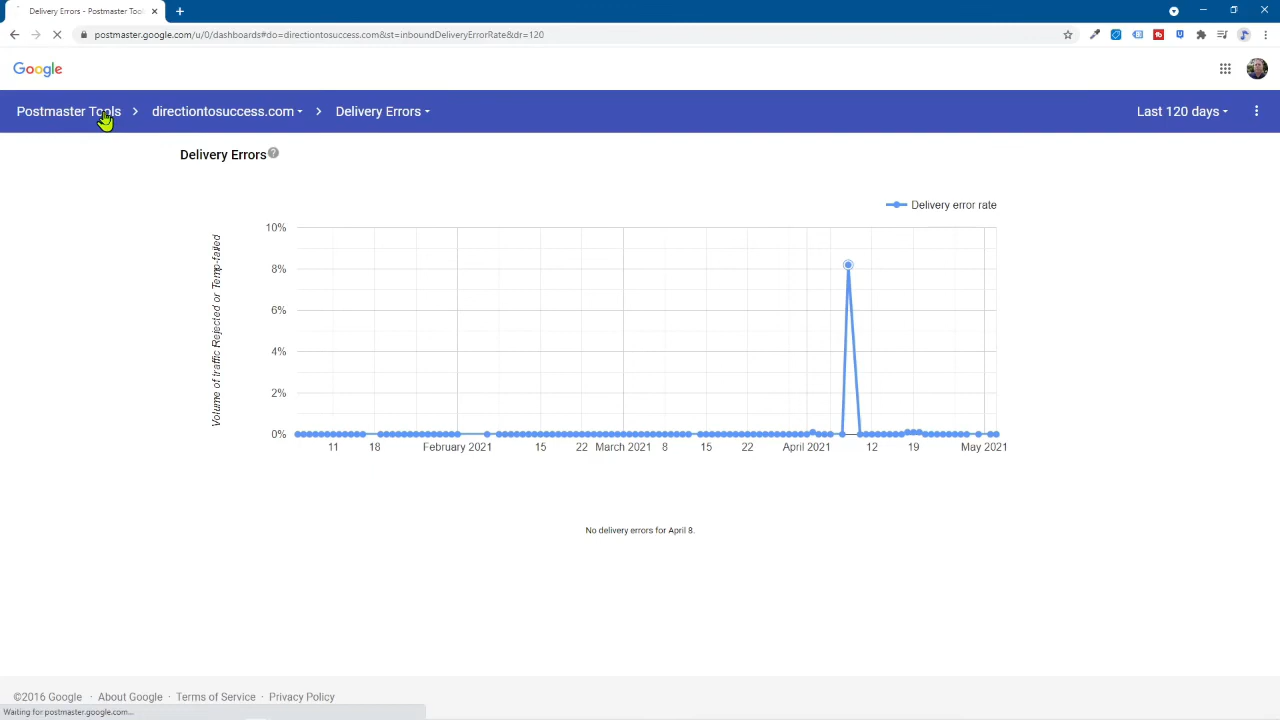 Delivery Errors - Postmaster Tool
postmaster.google.com/u/0/dashboards#do=directiontosuccess.com&st=inboundDeliveryErrorRate&dr=120
Google
Postmaster Tools
directiontosuccess.com
Delivery Errors
Last 120 days
Delivery Errors
Delivery error rate
Volume of traffic Rejected or Temp-failed
10%
8%
6%
4%
2%
0%
11 18 February 2021 15 22 March 2021 8 15 22 April 2021 12 19 May 2021
No delivery errors for April 8.
©2016 Google · About Google · Terms of Service · Privacy Policy
Waiting for postmaster.google.com...